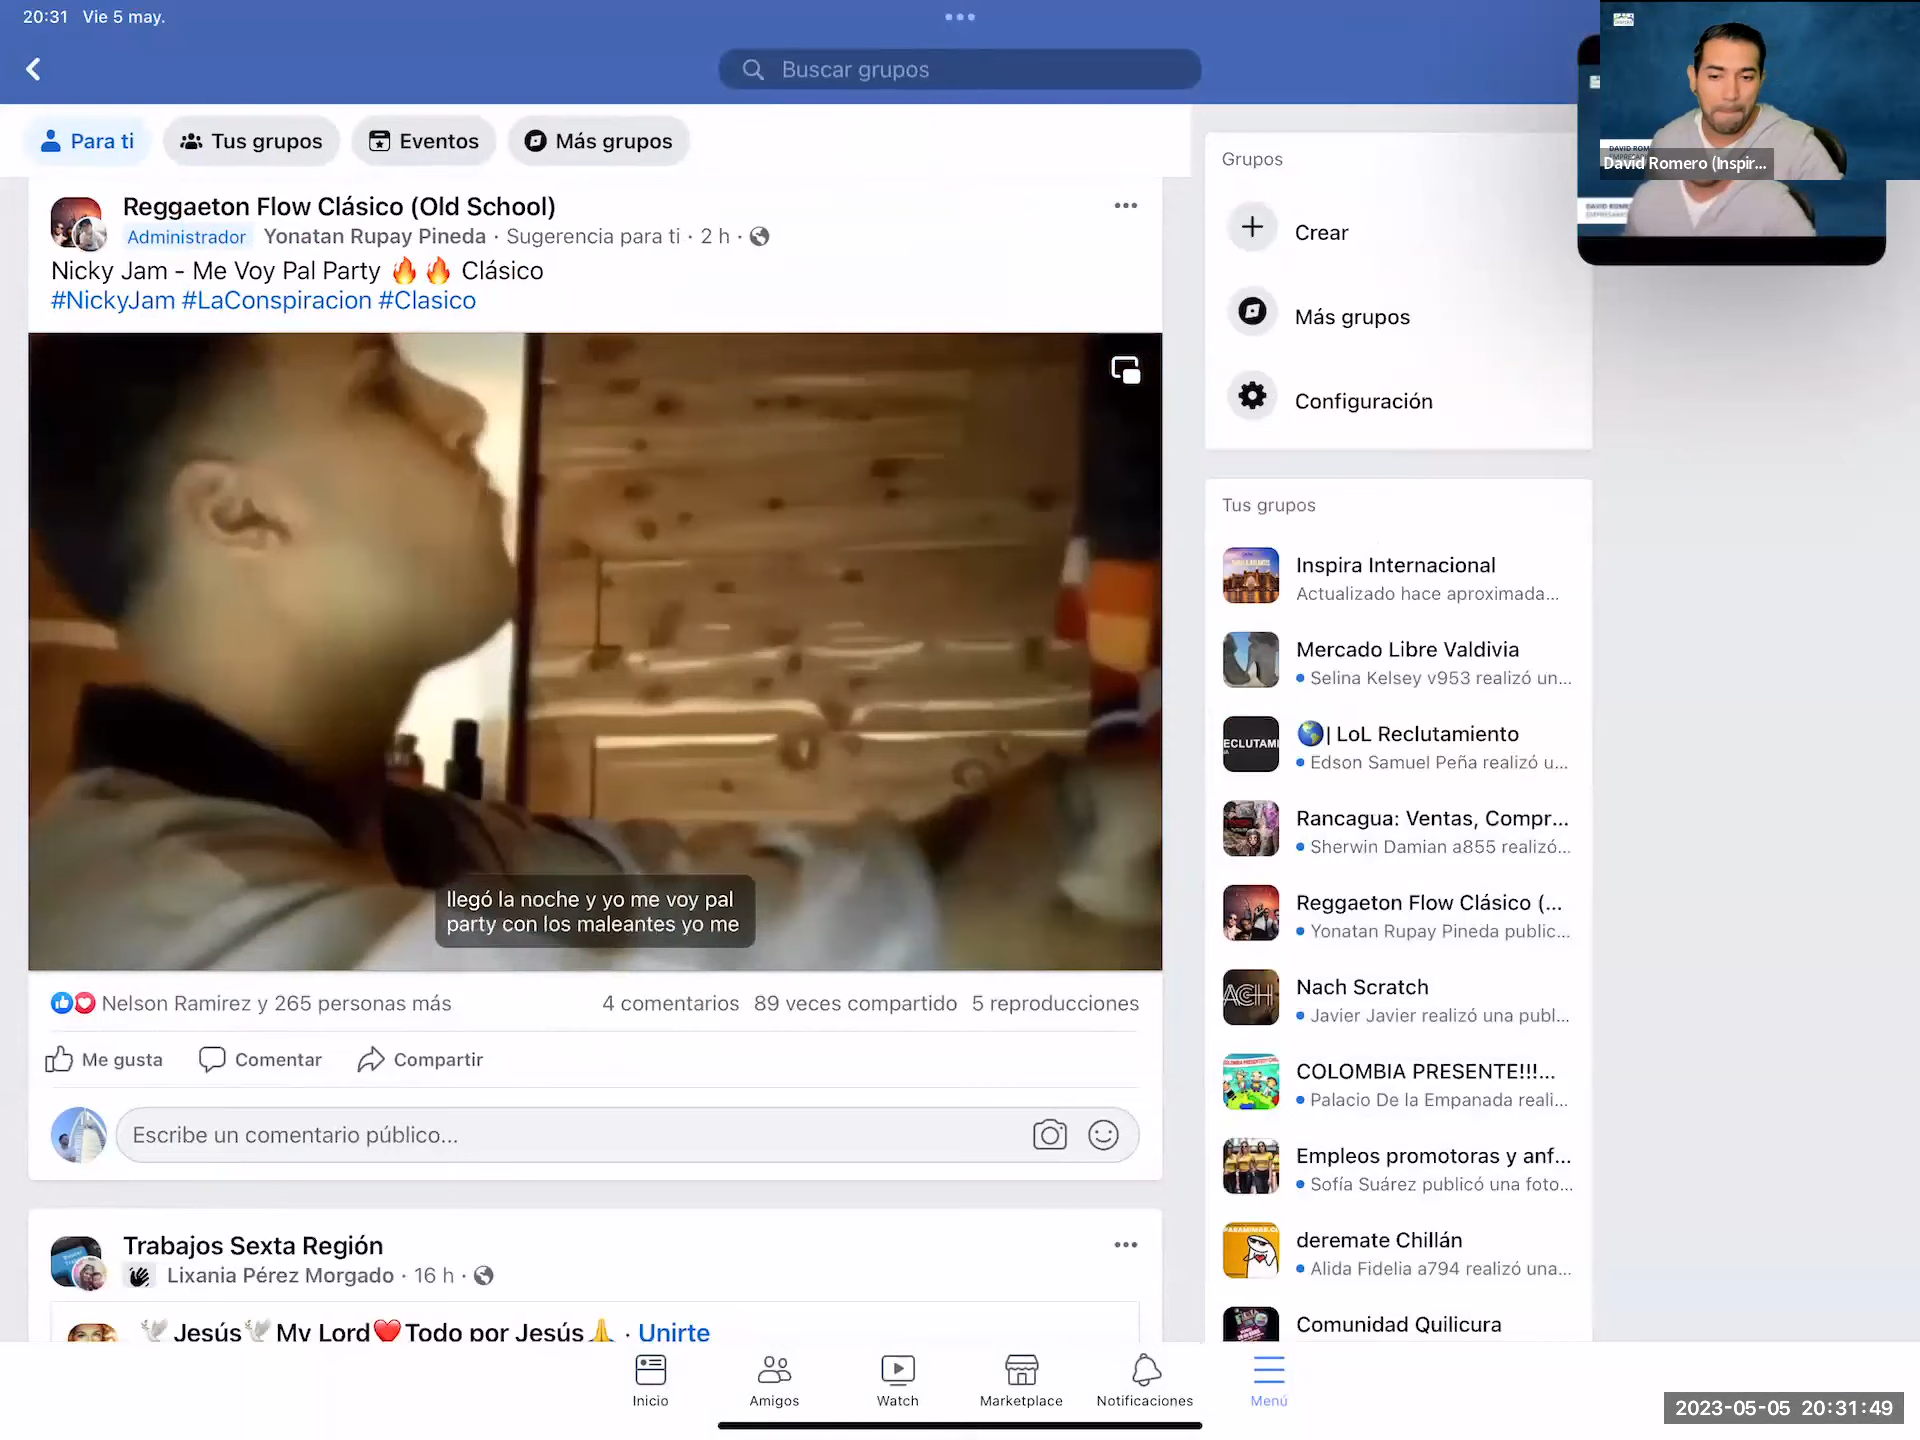 20:31 Vie 5 may.
Buscar grupos
Para ti
Tus grupos
Eventos
Más grupos
Reggaeton Flow Clásico (Old School)
Administrador Yonatan Rupay Pineda · Sugerencia para ti · 2 h ·
Nicky Jam - Me Voy Pal Party 🔥🔥 Clásico
#NickyJam #LaConspiracion #Clasico
llegó la noche y yo me voy pal
party con los maleantes yo me
Nelson Ramirez y 265 personas más
4 comentarios 89 veces compartido 5 reproducciones
Me gusta
Comentar
Compartir
Escribe un comentario público...
Trabajos Sexta Región
Lixania Pérez Morgado · 16 h ·
🕊Jesús🕊My Lord❤️Todo por Jesús🙏 · Unirte
Grupos
Crear
Más grupos
Configuración
Tus grupos
Inspira Internacional
Actualizado hace aproximada...
Mercado Libre Valdivia
Selina Kelsey v953 realizó un...
ECLUTAMI
🌎| LoL Reclutamiento
Edson Samuel Peña realizó u...
Rancagua: Ventas, Compr...
Sherwin Damian a855 realizó...
Reggaeton Flow Clásico (...
Yonatan Rupay Pineda public...
ACH
Nach Scratch
Javier Javier realizó una publ...
COLOMBIA PRESENTE!!!...
Palacio De la Empanada reali...
Empleos promotoras y anf...
Sofía Suárez publicó una foto...
deremate Chillán
Alida Fidelia a794 realizó una...
Comunidad Quilicura
DAVID ROM
David Romero (Inspir...
DAVID ROME
Inicio
Amigos
Watch
Marketplace
Notificaciones
Menú
2023-05-05 20:31:49